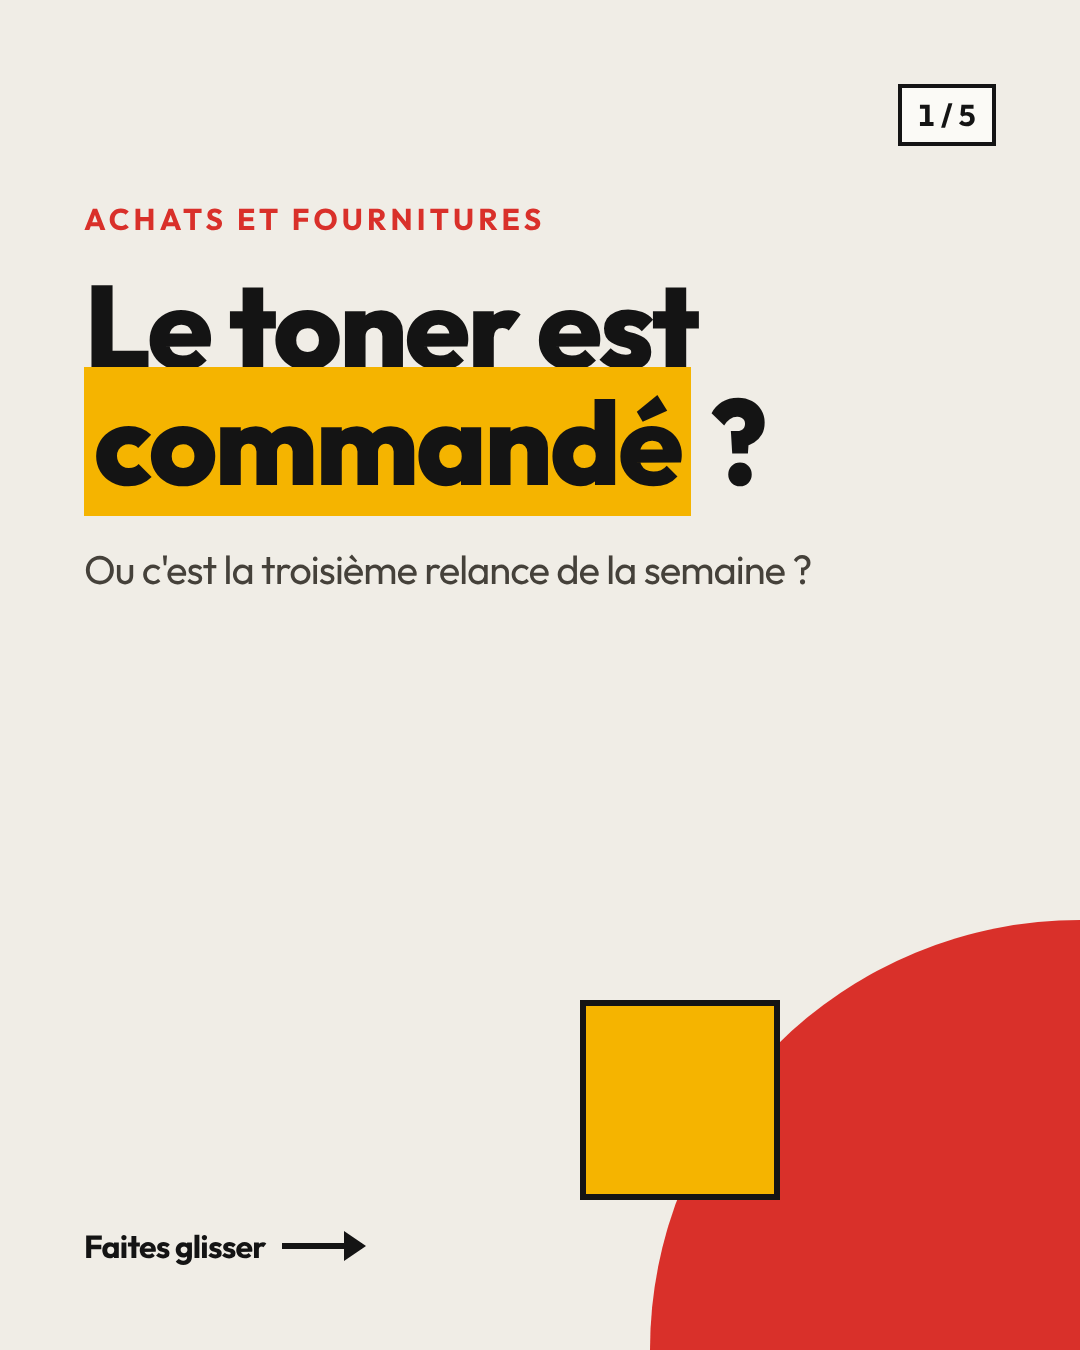 1 / 5
ACHATS ET FOURNITURES
Le toner est
commandé ?
Ou c'est la troisième relance de la semaine ?
Faites glisser